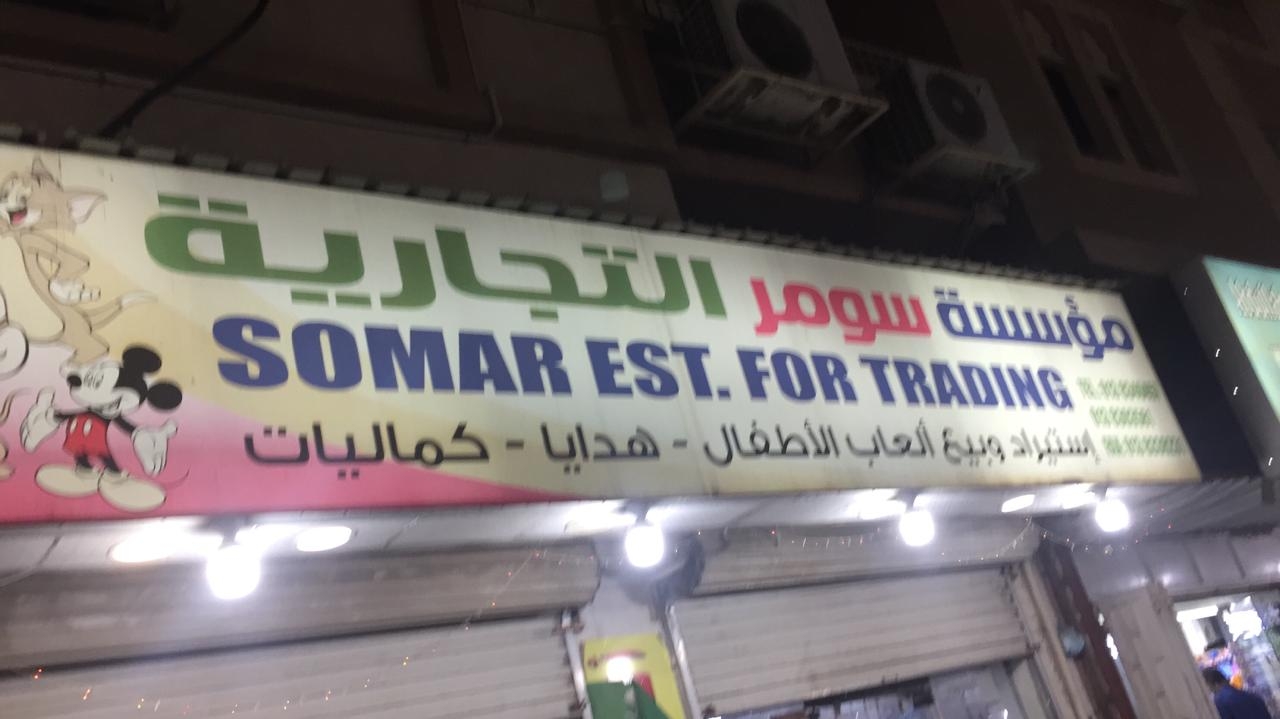 مؤسسة سومر التجارية
SOMAR EST. FOR TRADING
إستيراد وبيع ألعاب الأطفال - هدايا - كماليات